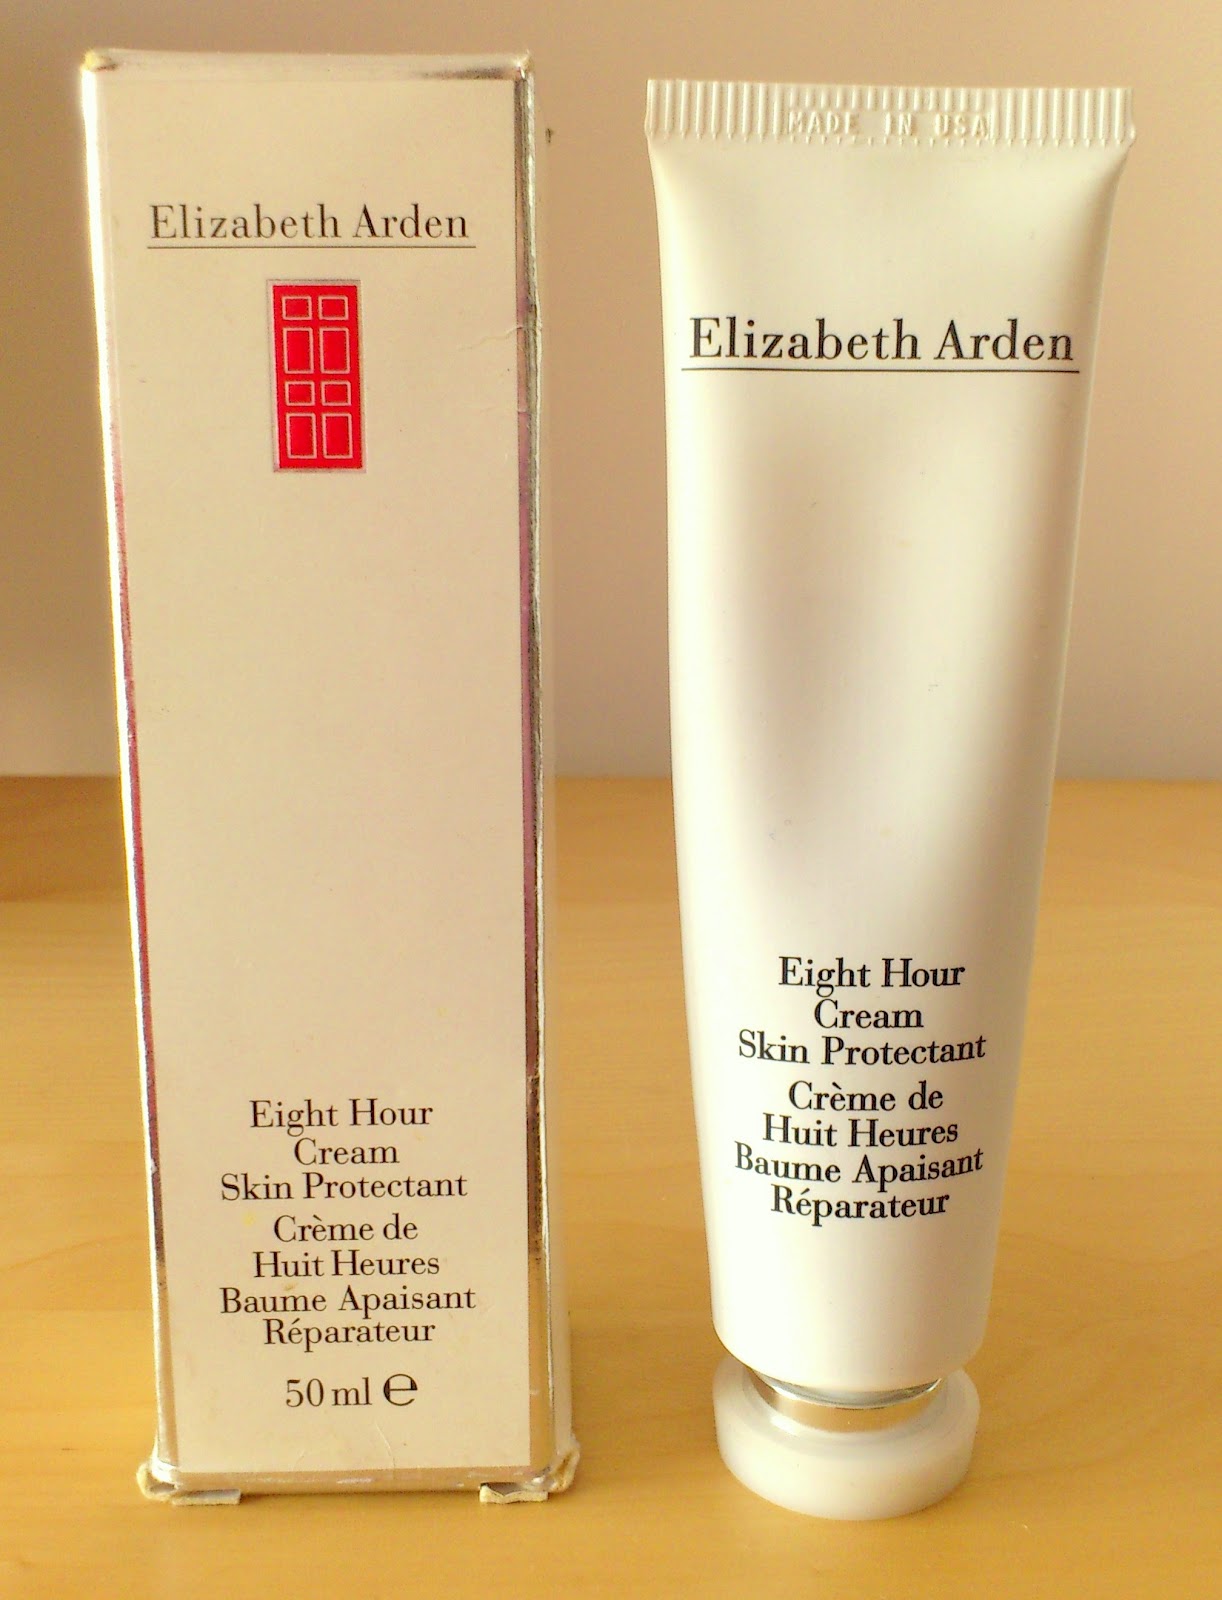 Elizabeth Arden
Eight Hour
Cream
Skin Protectant
Crème de
Huit Heures
Baume Apaisant
Réparateur
50 ml ℮
MADE IN USA
Elizabeth Arden
Eight Hour
Cream
Skin Protectant
Crème de
Huit Heures
Baume Apaisant
Réparateur